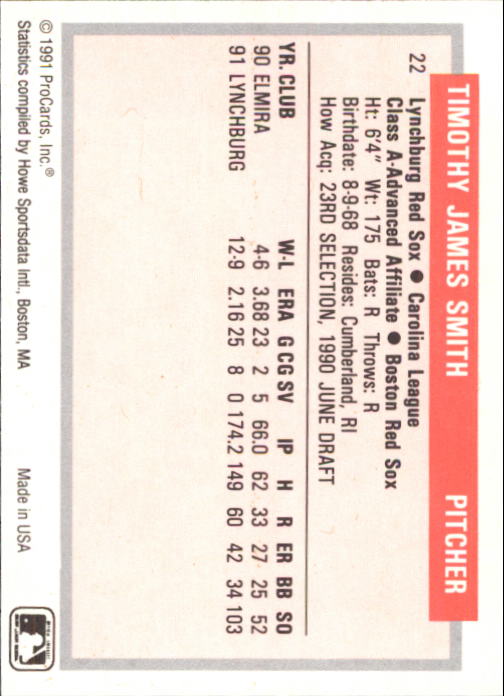 TIMOTHY JAMES SMITH PITCHER
22 Lynchburg Red Sox ● Carolina League
Class A-Advanced Affiliate ● Boston Red Sox
Ht: 6'4" Wt: 175 Bats: R Throws: R
Birthdate: 8-9-68 Resides: Cumberland, RI
How Acq: 23RD SELECTION, 1990 JUNE DRAFT
YR. CLUB W-L ERA G CG SV IP H R ER BB SO
90 ELMIRA 4-6 3.68 23 2 5 66.0 62 33 27 25 52
91 LYNCHBURG 12-9 2.16 25 8 0 174.2 149 60 42 34 103
© 1991 ProCards, Inc.®
Statistics compiled by Howe Sportsdata Intl., Boston, MA Made in USA